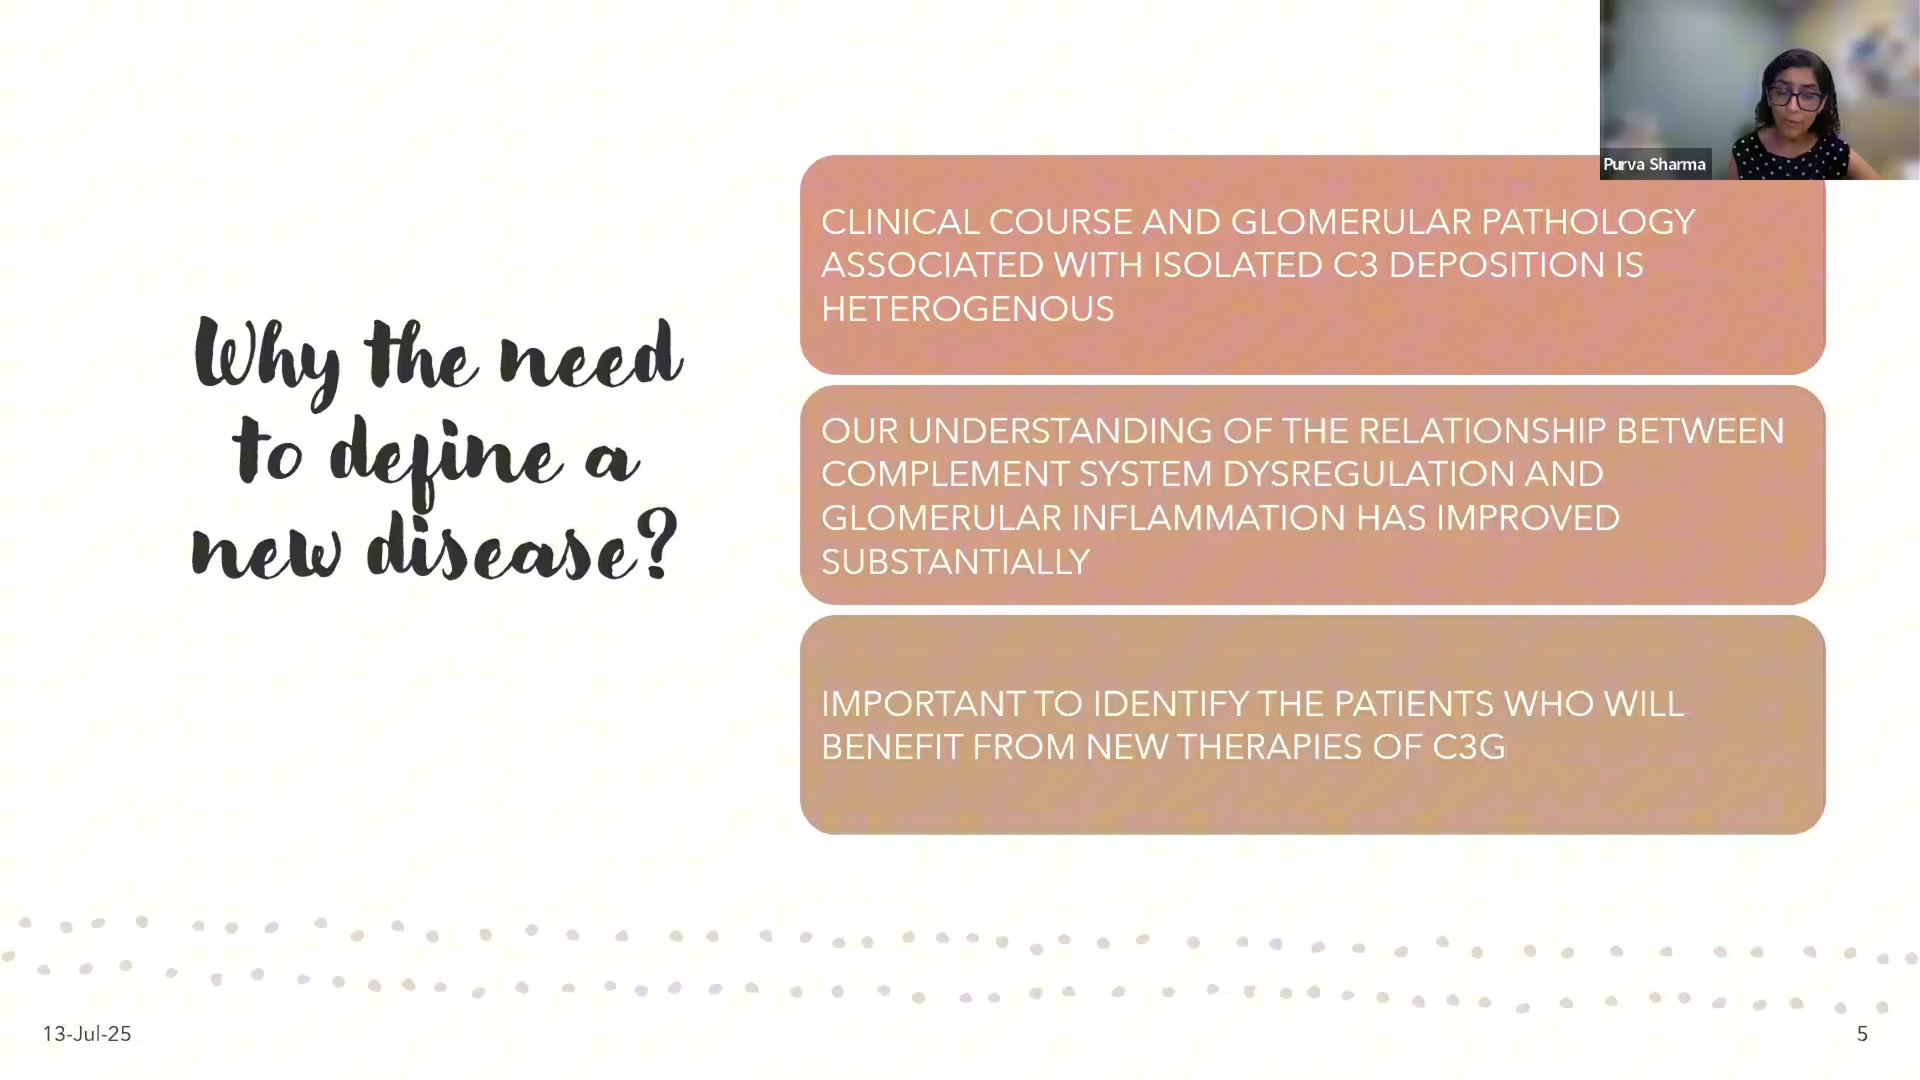 Purva Sharma
Why the need
to define a
new disease?
CLINICAL COURSE AND GLOMERULAR PATHOLOGY
ASSOCIATED WITH ISOLATED C3 DEPOSITION IS
HETEROGENOUS
OUR UNDERSTANDING OF THE RELATIONSHIP BETWEEN
COMPLEMENT SYSTEM DYSREGULATION AND
GLOMERULAR INFLAMMATION HAS IMPROVED
SUBSTANTIALLY
IMPORTANT TO IDENTIFY THE PATIENTS WHO WILL
BENEFIT FROM NEW THERAPIES OF C3G
13-Jul-25
5